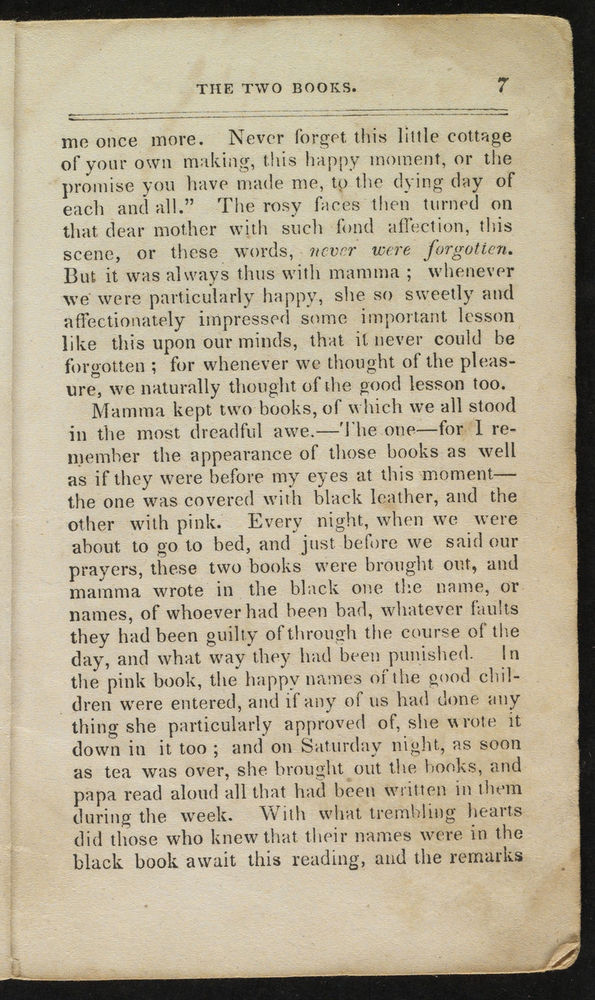 THE TWO BOOKS. 7
me once more. Never forget this little cottage
of your own making, this happy moment, or the
promise you have made me, to the dying day of
each and all.” The rosy faces then turned on
that dear mother with such fond affection, this
scene, or these words, never were forgotten.
But it was always thus with mamma ; whenever
we were particularly happy, she so sweetly and
affectionately impressed some important lesson
like this upon our minds, that it never could be
forgotten ; for whenever we thought of the pleas-
ure, we naturally thought of the good lesson too.
Mamma kept two books, of which we all stood
in the most dreadful awe.—The one—for I re-
member the appearance of those books as well
as if they were before my eyes at this moment—
the one was covered with black leather, and the
other with pink. Every night, when we were
about to go to bed, and just before we said our
prayers, these two books were brought out, and
mamma wrote in the black one the name, or
names, of whoever had been bad, whatever faults
they had been guilty of through the course of the
day, and what way they had been punished. In
the pink book, the happy names of the good chil-
dren were entered, and if any of us had done any
thing she particularly approved of, she wrote it
down in it too ; and on Saturday night, as soon
as tea was over, she brought out the books, and
papa read aloud all that had been written in them
during the week. With what trembling hearts
did those who knew that their names were in the
black book await this reading, and the remarks